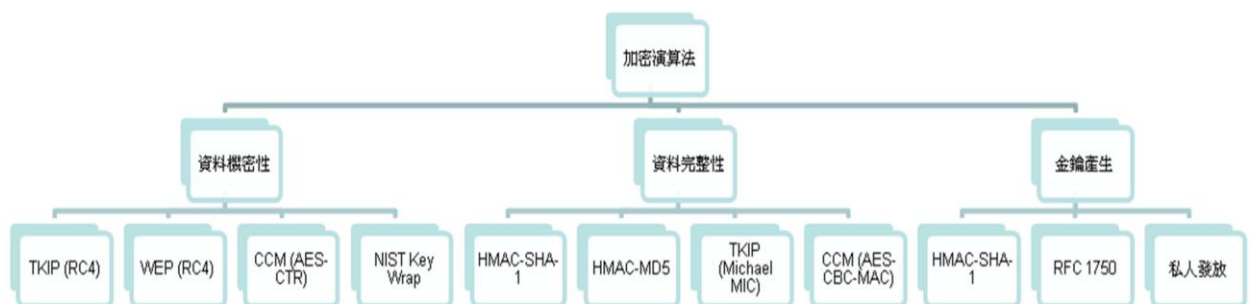 加密演算法
資料機密性
資料完整性
金鑰產生
TKIP (RC4)
WEP (RC4)
CCM (AES-
CTR)
NIST Key
Wrap
HMAC-SHA-
1
HMAC-MD5
TKIP
(Michael
MIC)
CCM (AES-
CBC-MAC)
HMAC-SHA-
1
RFC 1750
私人發放